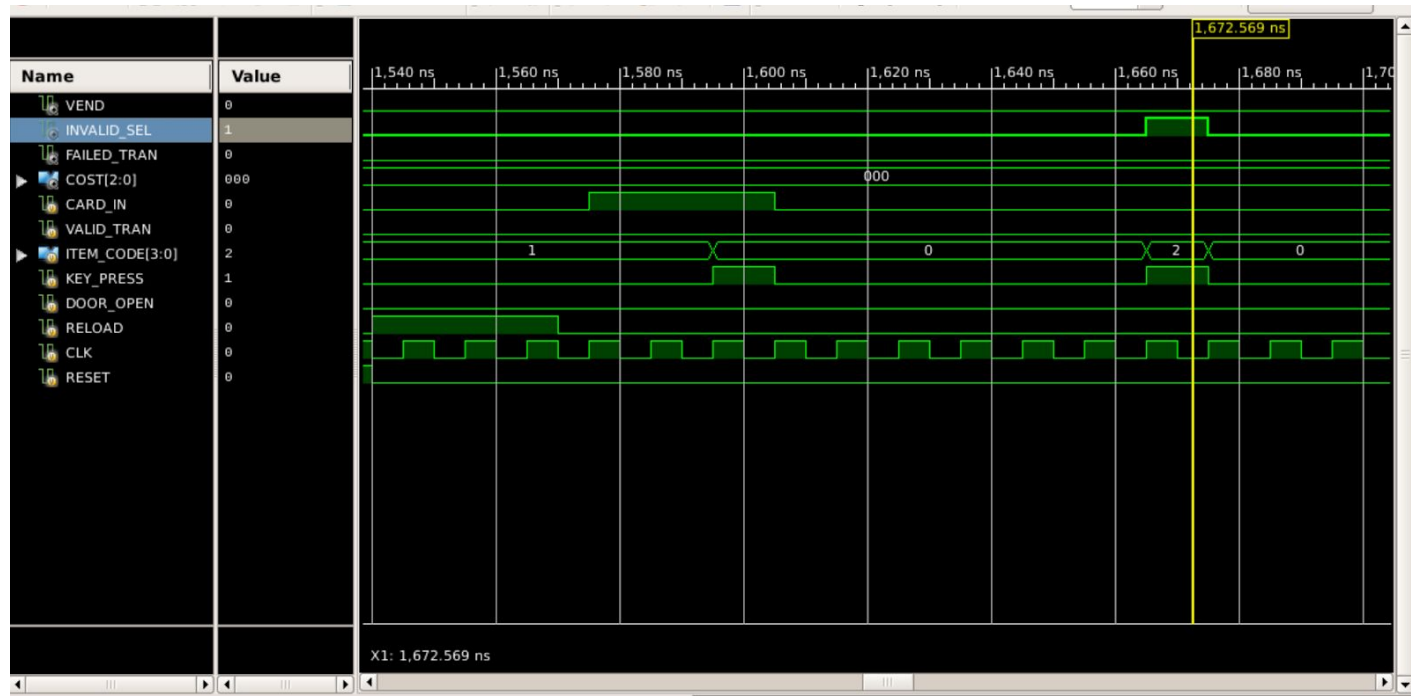 1,672.569 ns
Name Value 1,540 ns 1,560 ns 1,580 ns 1,600 ns 1,620 ns 1,640 ns 1,660 ns 1,680 ns 1,70
VEND 0
INVALID_SEL 1
FAILED_TRAN 0
COST[2:0] 000 000
CARD_IN 0
VALID_TRAN 0
ITEM_CODE[3:0] 2 1 0 2 0
KEY_PRESS 1
DOOR_OPEN 0
RELOAD 0
CLK 0
RESET 0
X1: 1,672.569 ns